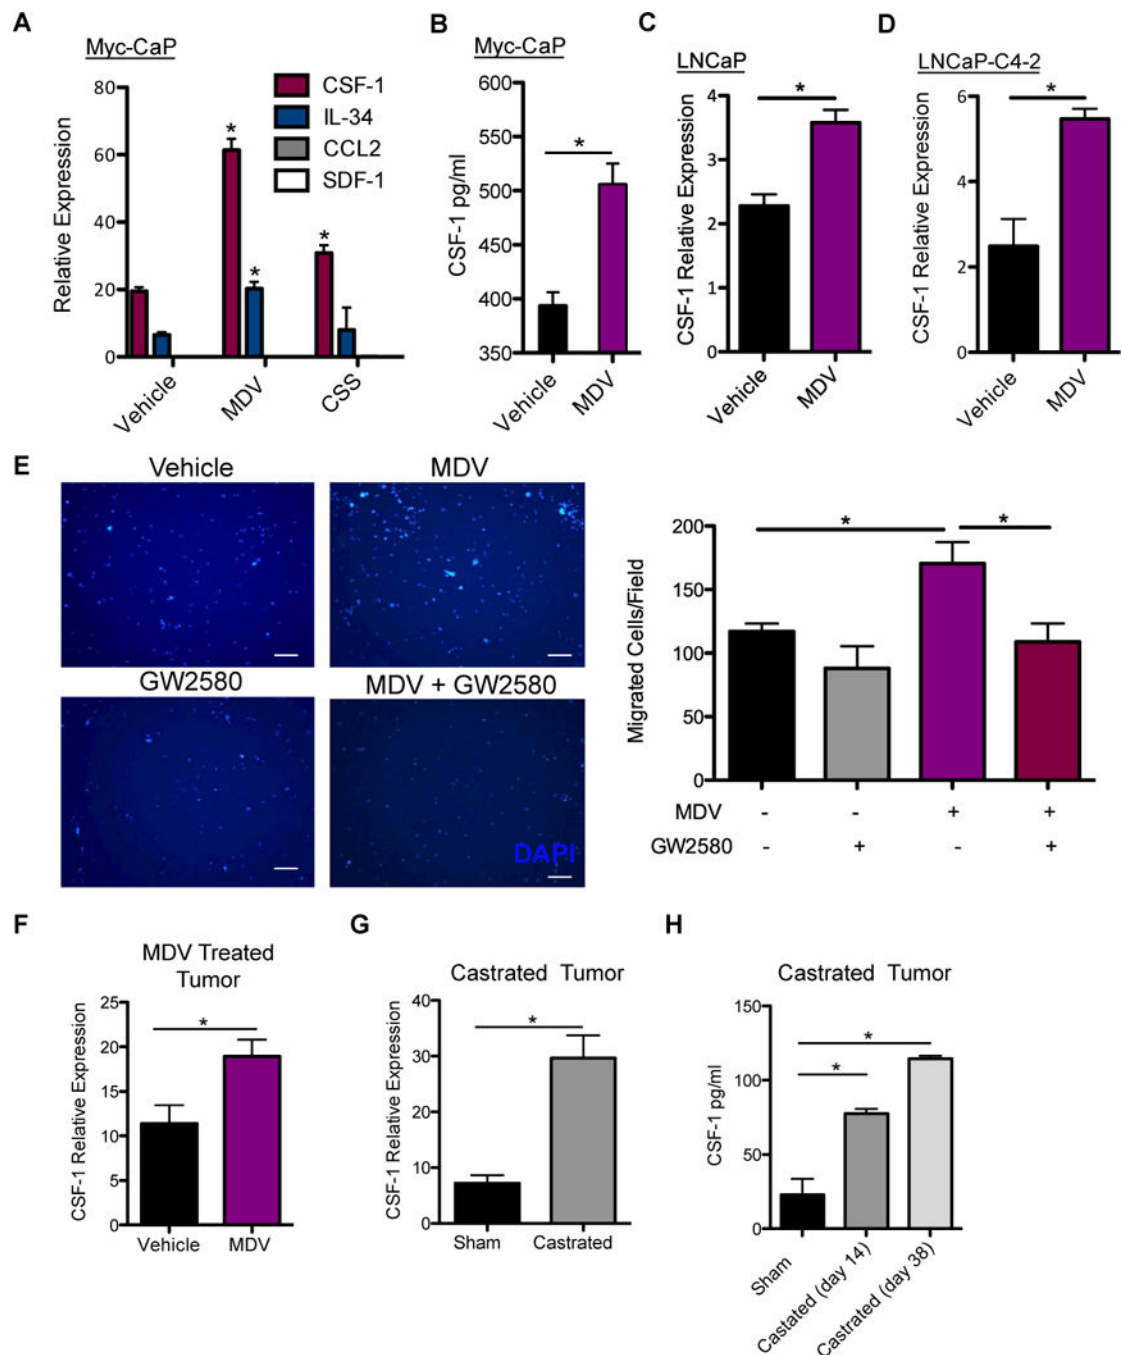 A
Myc-CaP
Relative Expression
80
60
40
20
0
*
*
*
CSF-1
IL-34
CCL2
SDF-1
Vehicle
MDV
CSS
B
Myc-CaP
CSF-1 pg/ml
600
550
500
450
400
350
*
Vehicle
MDV
C
LNCaP
CSF-1 Relative Expression
4
3
2
1
0
*
Vehicle
MDV
D
LNCaP-C4-2
CSF-1 Relative Expression
6
4
2
0
*
Vehicle
MDV
E
Vehicle
MDV
GW2580
MDV + GW2580
DAPI
Migrated Cells/Field
200
150
100
50
0
*
*
MDV - - + +
GW2580 - + - +
F
MDV Treated
Tumor
CSF-1 Relative Expression
25
20
15
10
5
0
*
Vehicle MDV
G
Castrated Tumor
CSF-1 Relative Expression
40
30
20
10
0
*
Sham Castrated
H
Castrated Tumor
CSF-1 pg/ml
150
100
50
0
*
*
Sham
Castated (day 14)
Castrated (day 38)